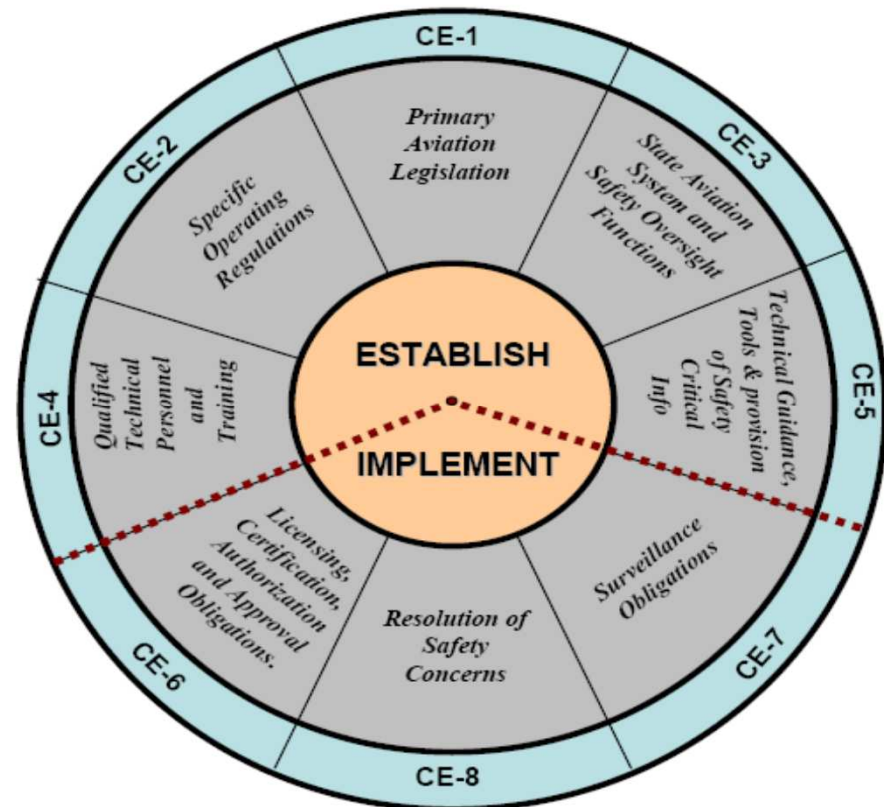 CE-1
Primary
Aviation
Legislation
CE-2
Specific
Operating
Regulations
CE-3
State Aviation
System and
Safety Oversight
Functions
CE-4
Qualified
Technical
Personnel
and
Training
CE-5
Technical Guidance,
Tools & provision
of Safety
Critical
Info
ESTABLISH
IMPLEMENT
CE-6
Licensing,
Certification,
Authorization
and Approval
Obligations.
CE-7
Surveillance
Obligations
Resolution of
Safety
Concerns
CE-8